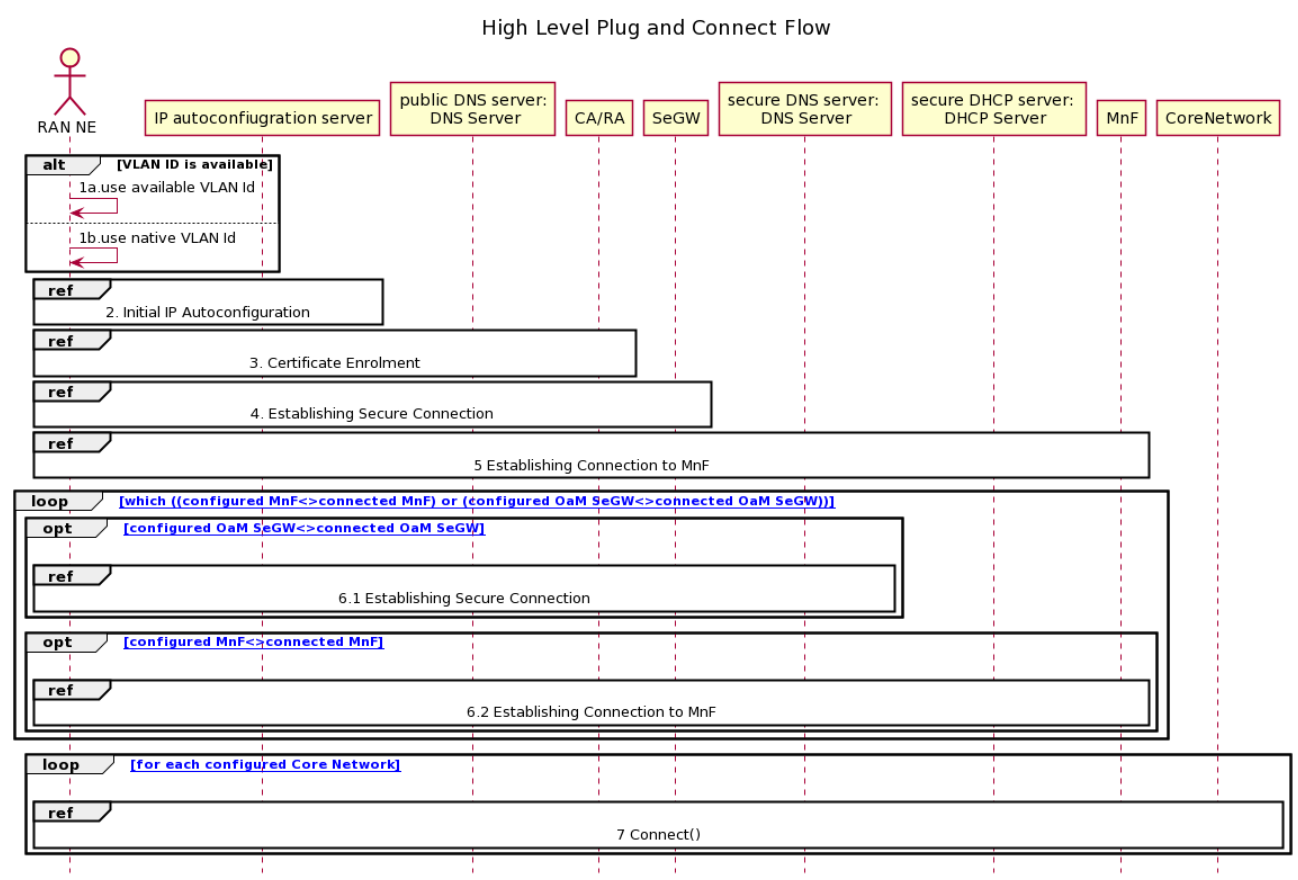 High Level Plug and Connect Flow
RAN NE
IP autoconfiugration server
public DNS server:
DNS Server
CA/RA
SeGW
secure DNS server:
DNS Server
secure DHCP server:
DHCP Server
MnF
CoreNetwork
alt [VLAN ID is available]
1a.use available VLAN Id
1b.use native VLAN Id
ref
2. Initial IP Autoconfiguration
ref
3. Certificate Enrolment
ref
4. Establishing Secure Connection
ref
5 Establishing Connection to MnF
loop [which ((configured MnF<>connected MnF) or (configured OaM SeGW<>connected OaM SeGW))]
opt [configured OaM SeGW<>connected OaM SeGW]
ref
6.1 Establishing Secure Connection
opt [configured MnF<>connected MnF]
ref
6.2 Establishing Connection to MnF
loop [for each configured Core Network]
ref
7 Connect()